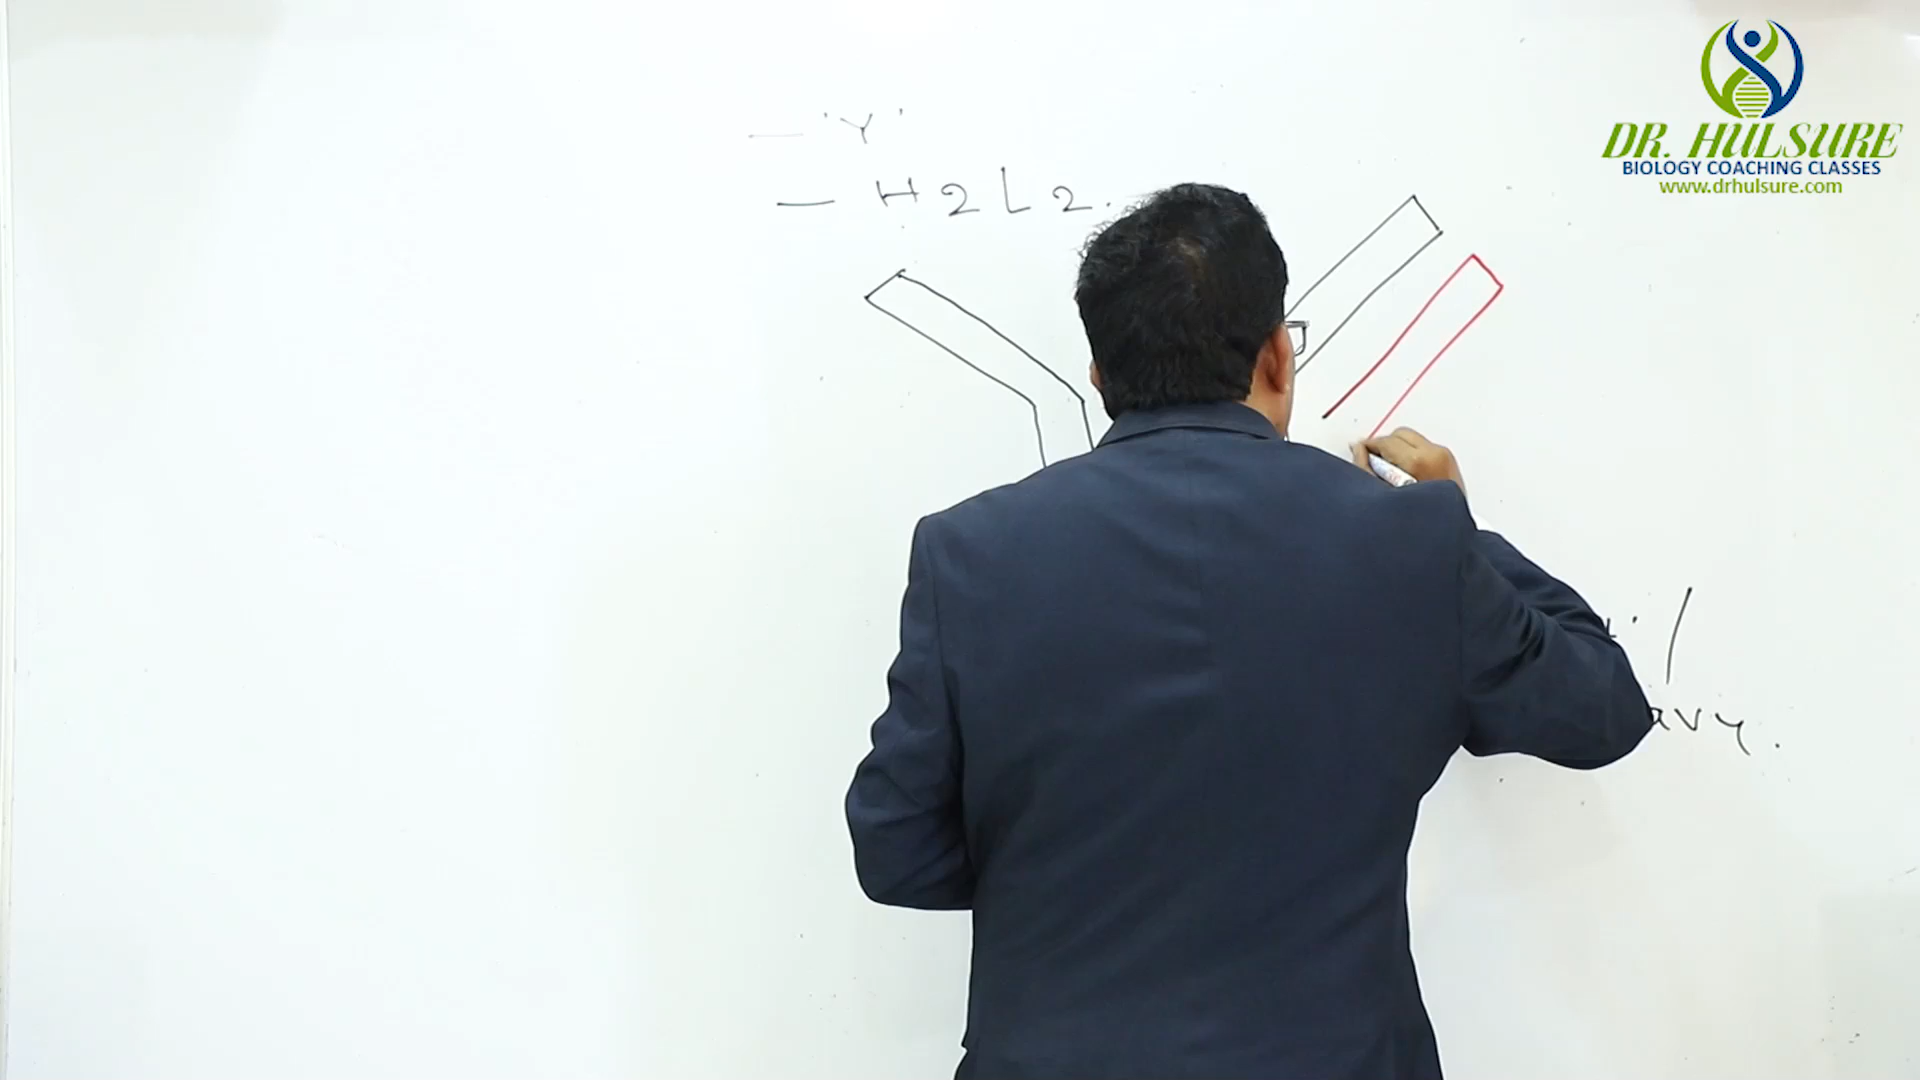 — 'Y'
— H2L2.
DR. HULSURE
BIOLOGY COACHING CLASSES
www.drhulsure.com